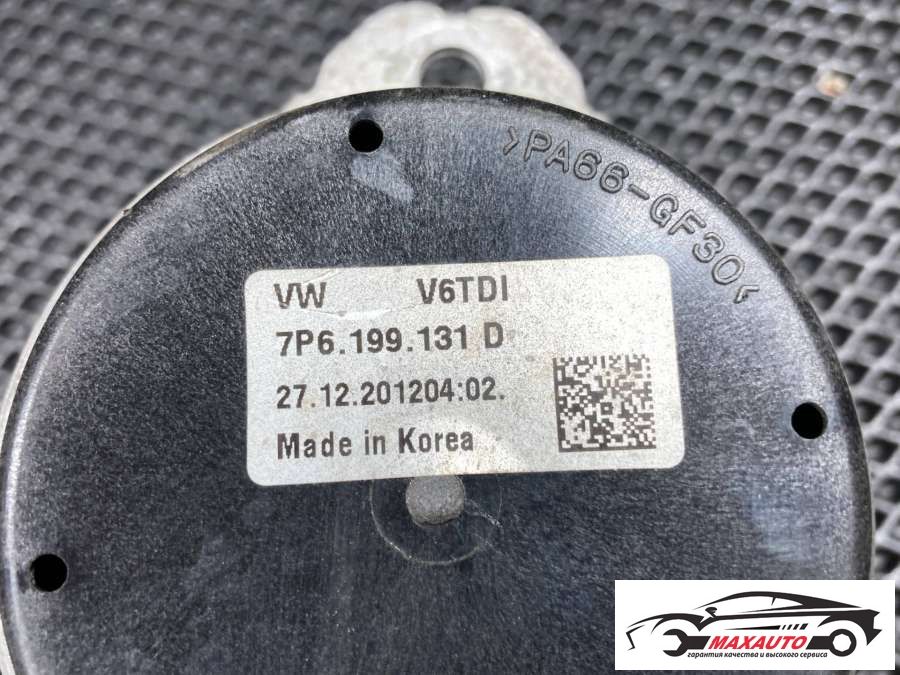 >PA66-GF30<
VW V6TDI
7P6.199.131 D
27.12.201204:02.
Made in Korea
MAXAUTO
гарантия качества и высокого сервиса